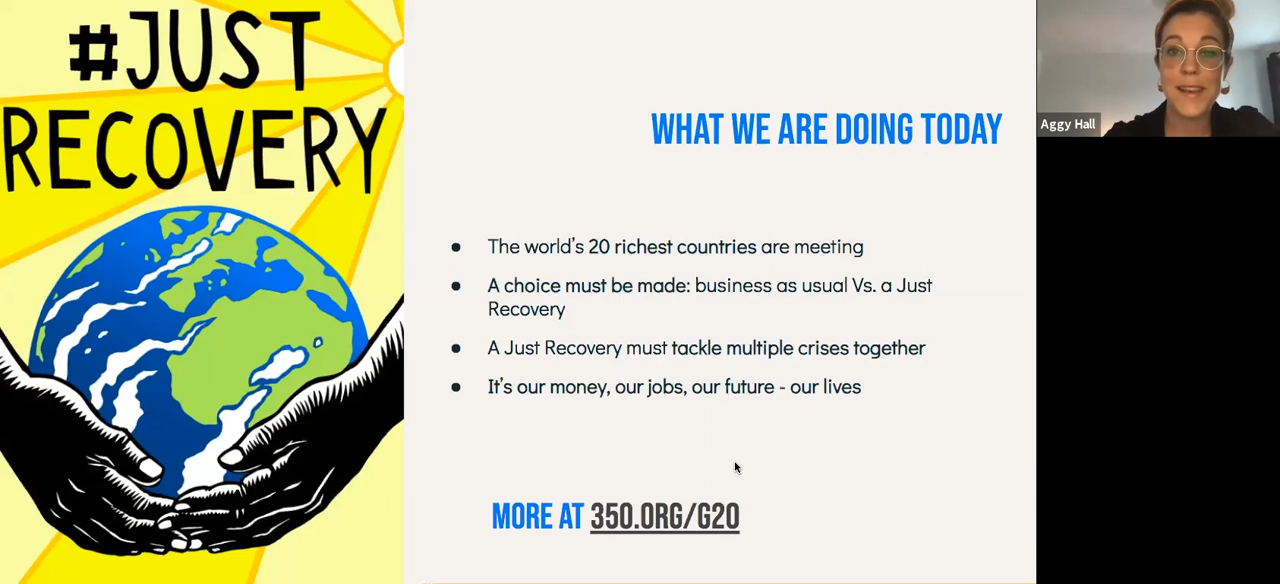 #JUST
RECOVERY
WHAT WE ARE DOING TODAY
Aggy Hall
● The world's 20 richest countries are meeting
● A choice must be made: business as usual Vs. a Just
Recovery
● A Just Recovery must tackle multiple crises together
● It's our money, our jobs, our future - our lives
MORE AT 350.ORG/G20